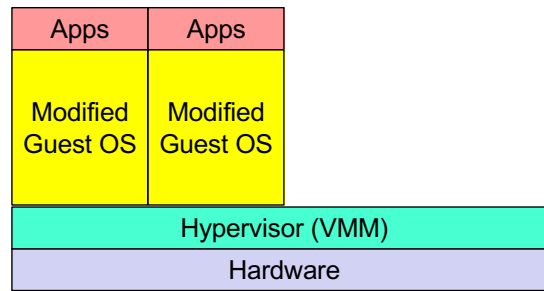 Apps
Apps
Modified
Guest OS
Modified
Guest OS
Hypervisor (VMM)
Hardware